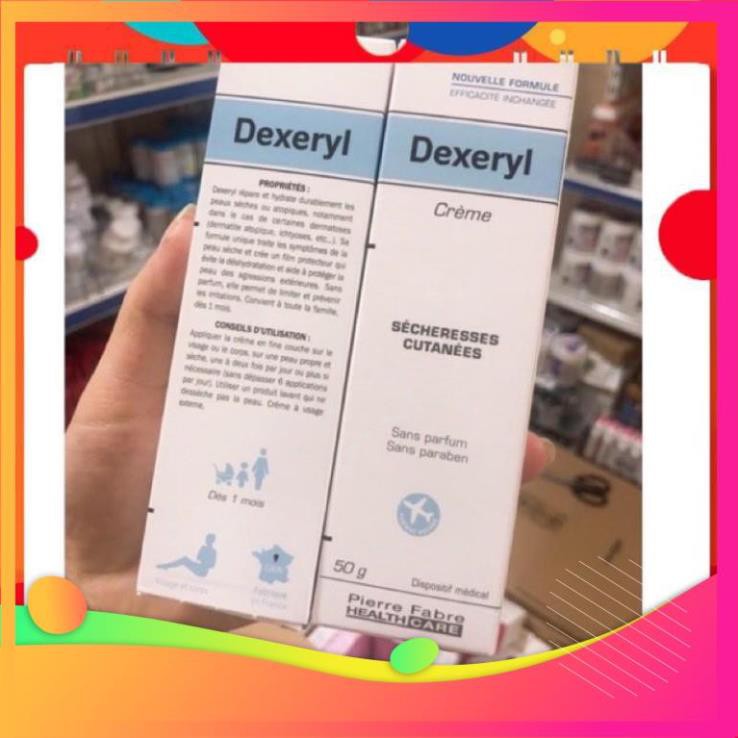 Dexeryl
PROPRIÉTÉS :
Dexeryl répare et hydrate durablement les
peaux sèches ou atopiques, notamment
dans le cas de certaines dermatoses
(dermatite atopique, ichtyoses, etc...). Sa
formule unique traite les symptômes de la
peau sèche et crée un film protecteur qui
évite la déshydratation et aide à protéger la
peau des agressions extérieures. Sans
parfum, elle permet de limiter et prévenir
les irritations. Convient à toute la famille,
dès 1 mois.
CONSEILS D'UTILISATION :
Appliquer la crème en fine couche sur le
visage ou le corps, sur une peau propre et
sèche, une à deux fois par jour ou plus si
nécessaire (sans dépasser 6 applications
par jour). Utiliser un produit lavant qui ne
dessèche pas la peau. Crème à usage
externe.
Dès 1 mois
Visage et corps
Fabriqué
en France
NOUVELLE FORMULE
EFFICACITÉ INCHANGÉE
Dexeryl
Crème
SÉCHERESSES
CUTANÉES
Sans parfum
Sans paraben
50 g
Dispositif médical
Pierre Fabre
HEALTH CARE